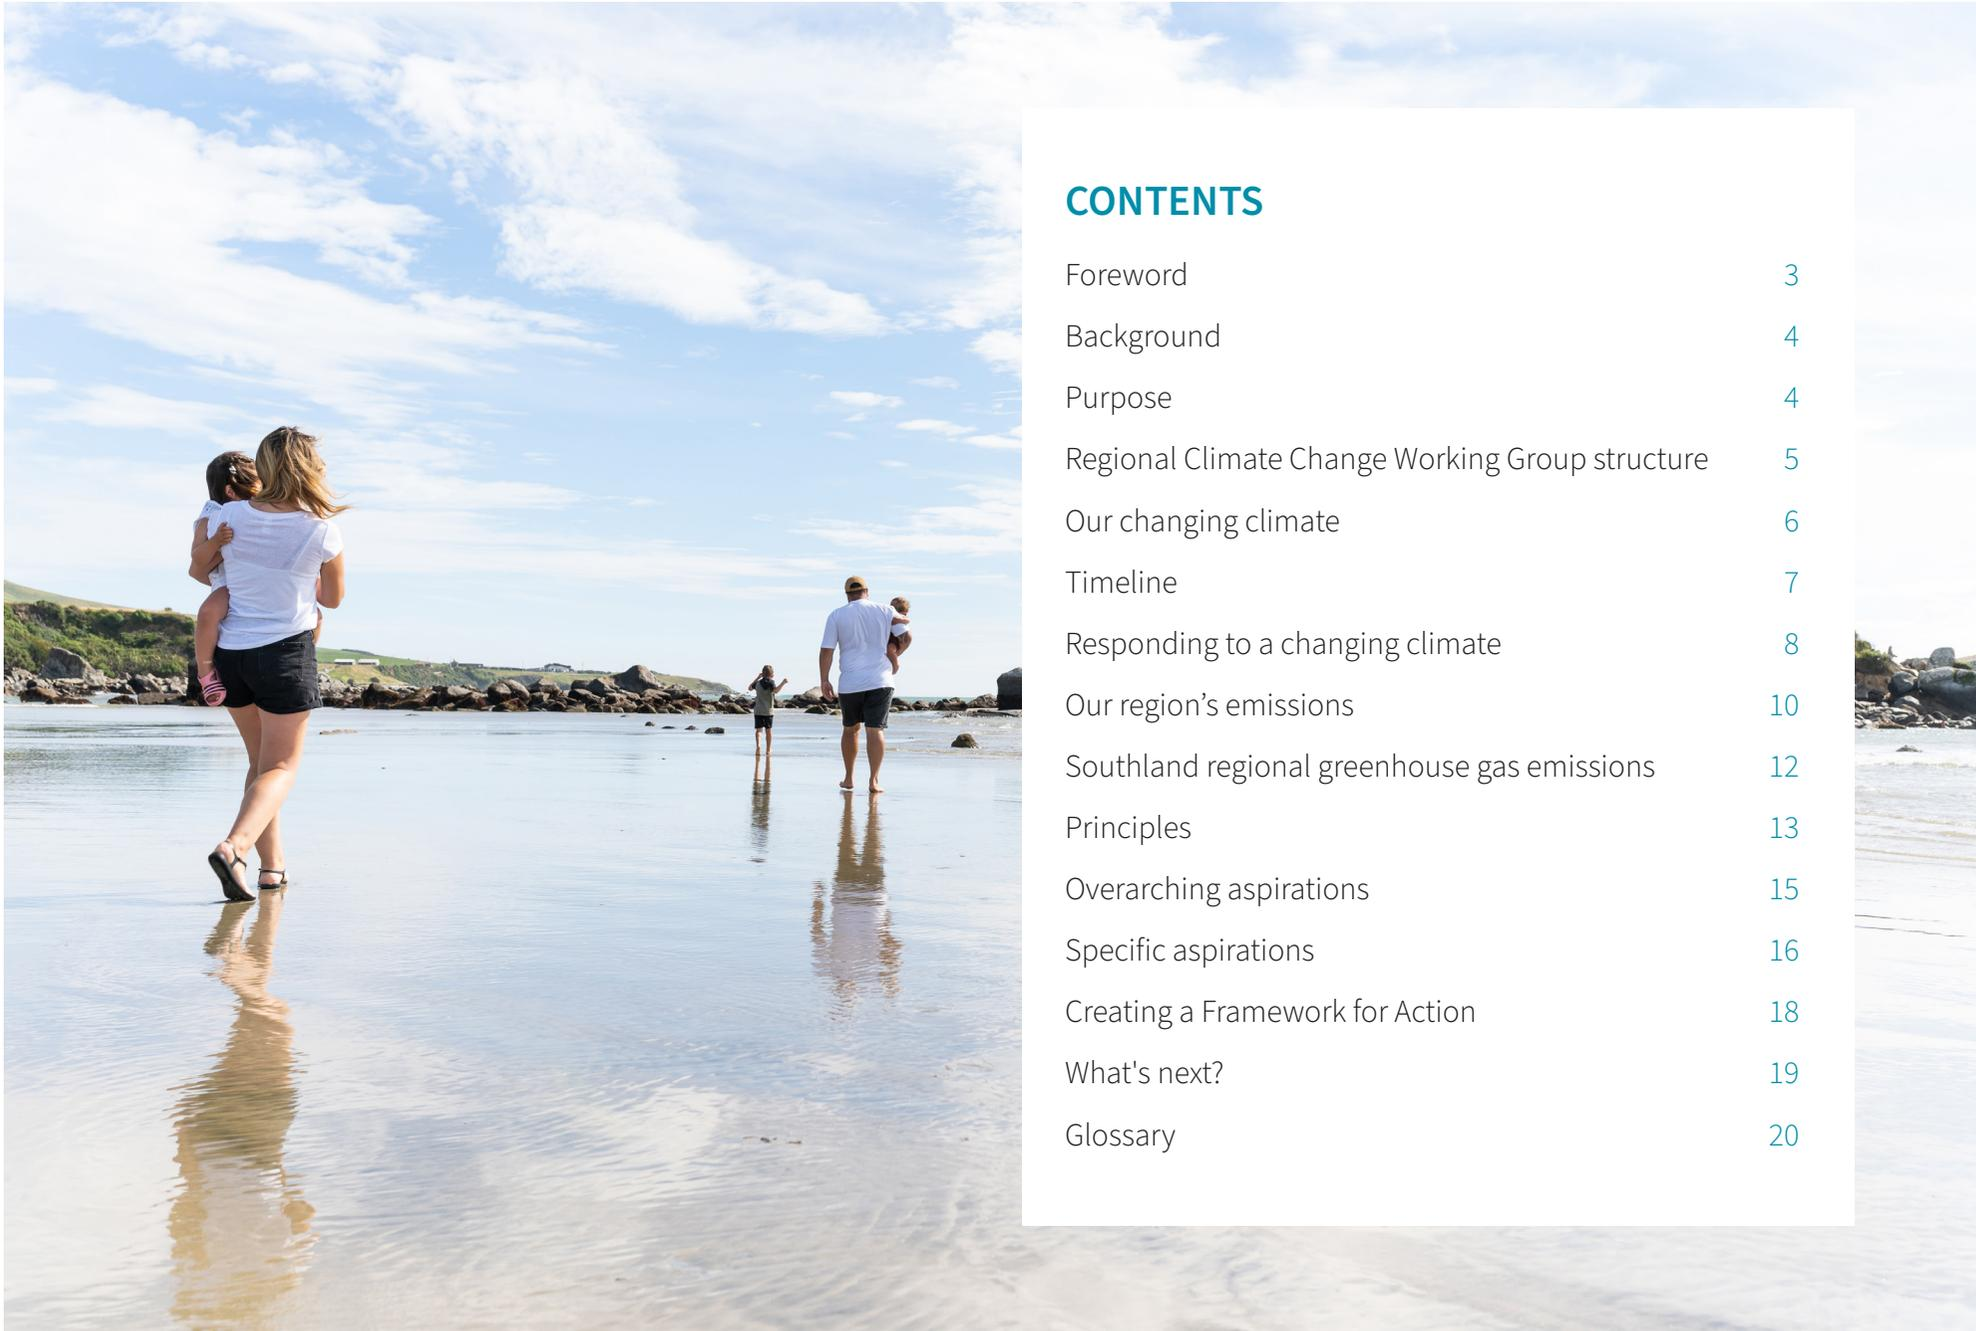 CONTENTS
Foreword 3
Background 4
Purpose 4
Regional Climate Change Working Group structure 5
Our changing climate 6
Timeline 7
Responding to a changing climate 8
Our region’s emissions 10
Southland regional greenhouse gas emissions 12
Principles 13
Overarching aspirations 15
Specific aspirations 16
Creating a Framework for Action 18
What's next? 19
Glossary 20